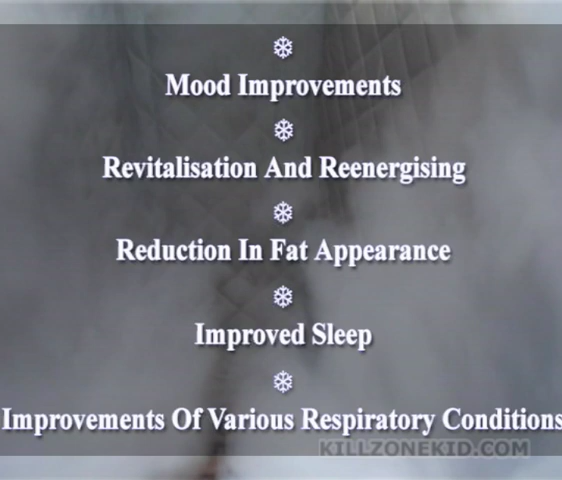 Mood Improvements
Revitalisation And Reenergising
Reduction In Fat Appearance
Improved Sleep
Improvements Of Various Respiratory Conditions
KILLZONEKID.COM